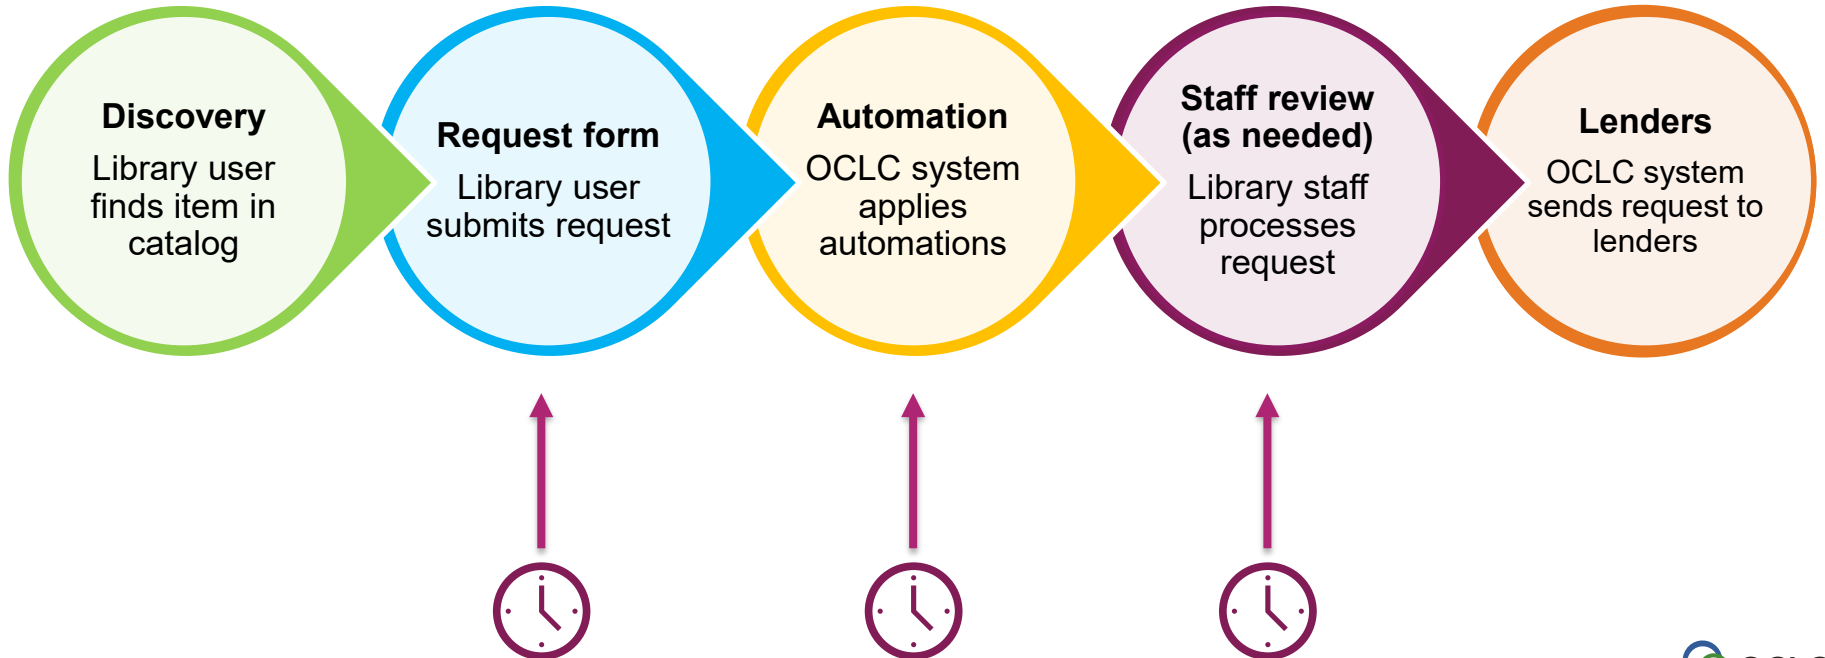 Discovery
Library user
finds item in
catalog
Request form
Library user
submits request
Automation
OCLC system
applies
automations
Staff review
(as needed)
Library staff
processes
request
Lenders
OCLC system
sends request to
lenders